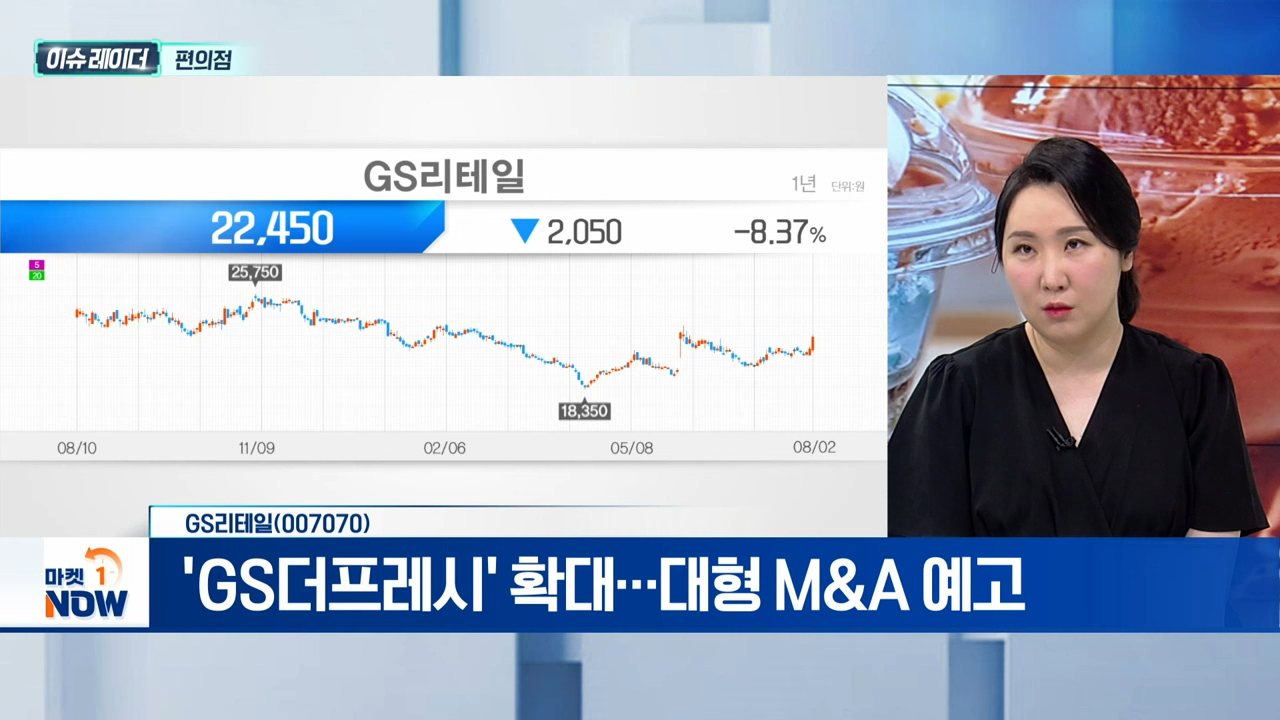 이슈 레이더 편의점
GS리테일
1년 단위:원
22,450 ▼ 2,050 -8.37%
5
20
25,750
18,350
08/10 11/09 02/06 05/08 08/02
GS리테일(007070)
마켓 1
NOW
'GS더프레시' 확대…대형 M&A 예고